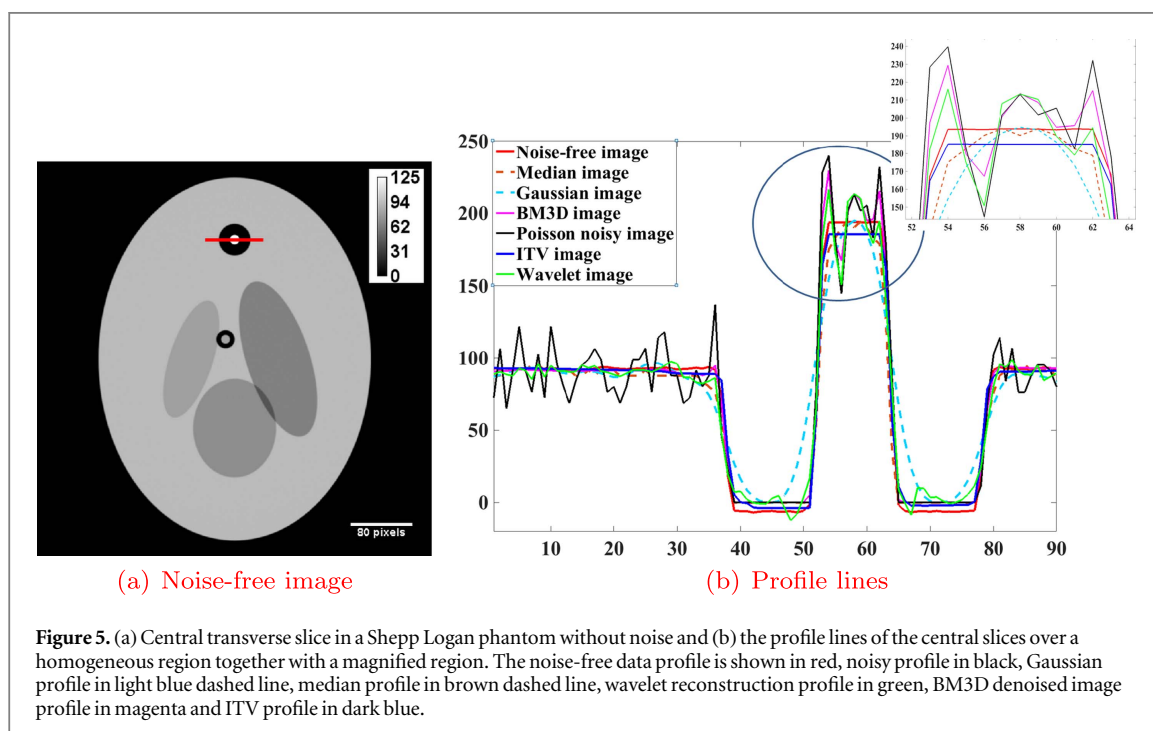 240
230
220
210
200
190
180
170
160
150
52 54 56 58 60 62 64
250
200
150
100
50
0
Noise-free image
Median image
Gaussian image
BM3D image
Poisson noisy image
ITV image
Wavelet image
10 20 30 40 50 60 70 80 90
125
94
62
31
0
80 pixels
(a) Noise-free image
(b) Profile lines
Figure 5. (a) Central transverse slice in a Shepp Logan phantom without noise and (b) the profile lines of the central slices over a
homogeneous region together with a magnified region. The noise-free data profile is shown in red, noisy profile in black, Gaussian
profile in light blue dashed line, median profile in brown dashed line, wavelet reconstruction profile in green, BM3D denoised image
profile in magenta and ITV profile in dark blue.